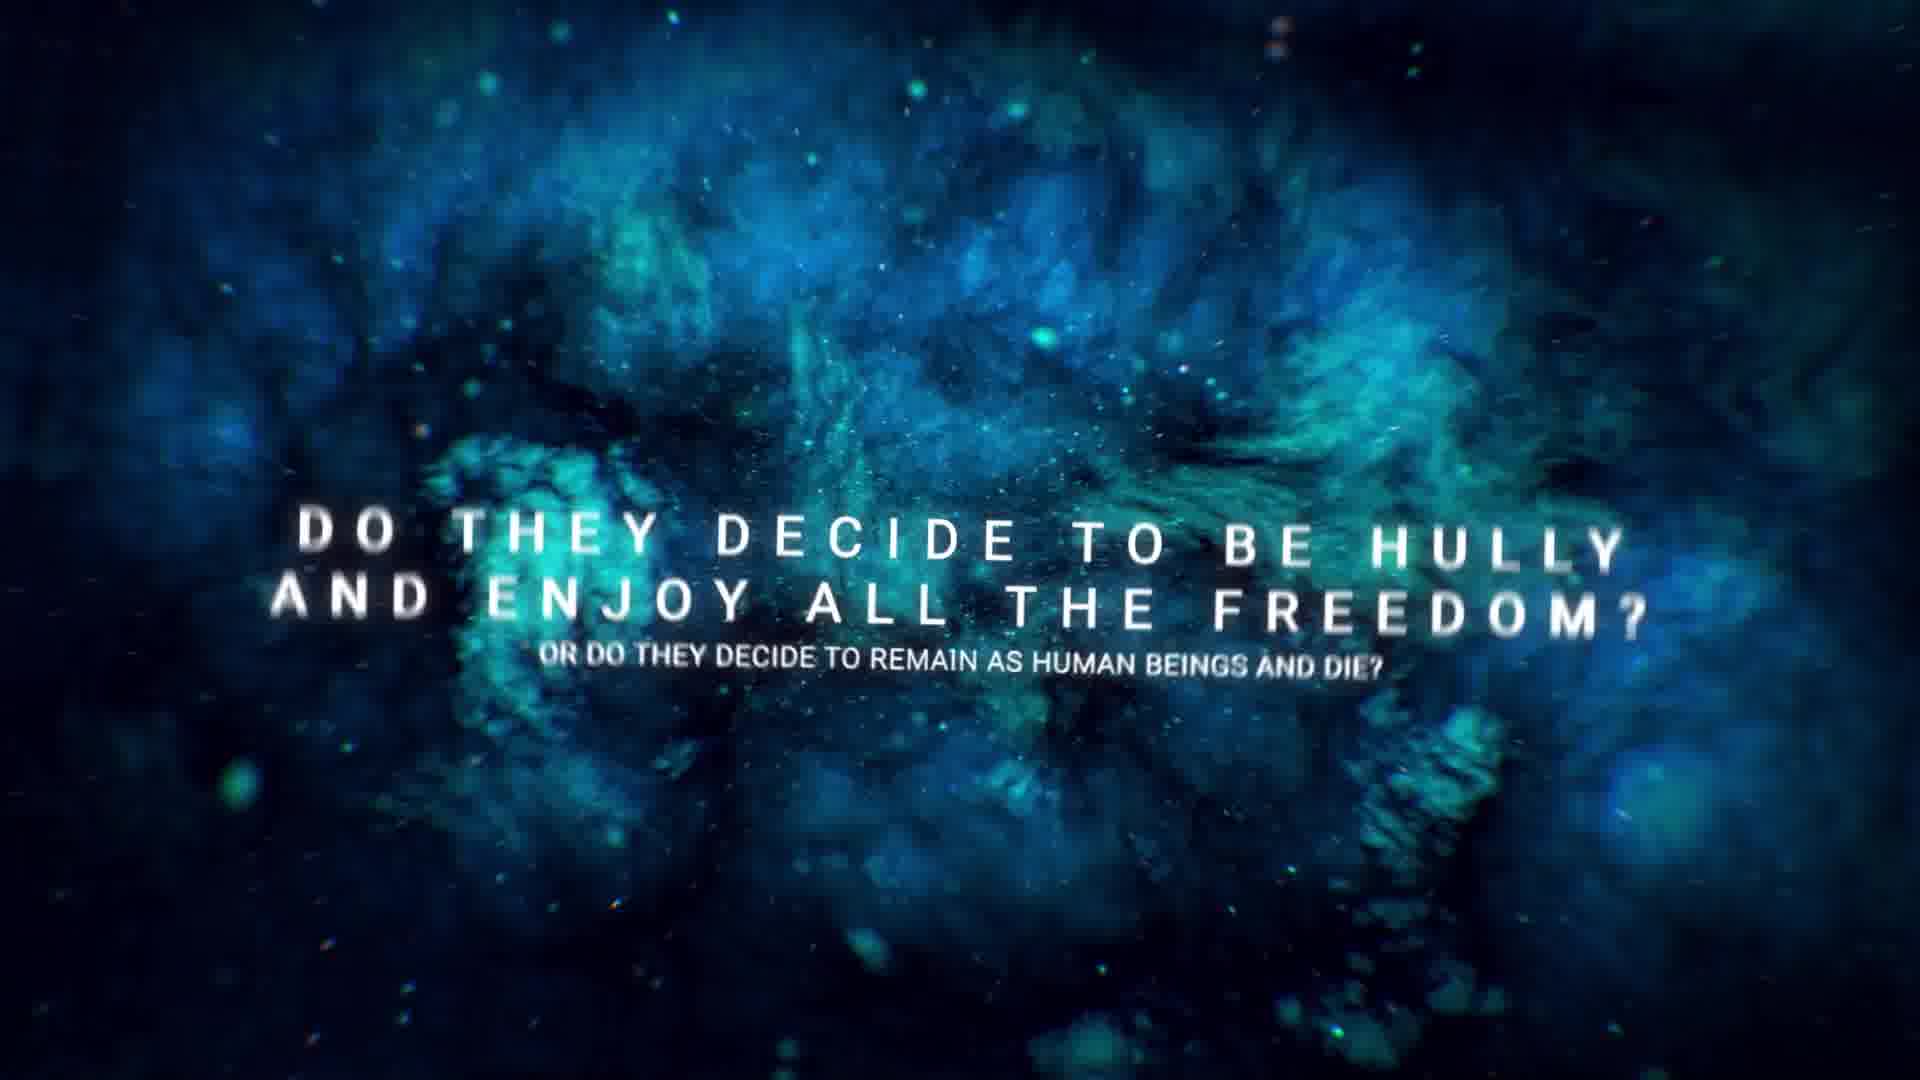 DO THEY DECIDE TO BE HULLY
AND ENJOY ALL THE FREEDOM?
OR DO THEY DECIDE TO REMAIN AS HUMAN BEINGS AND DIE?